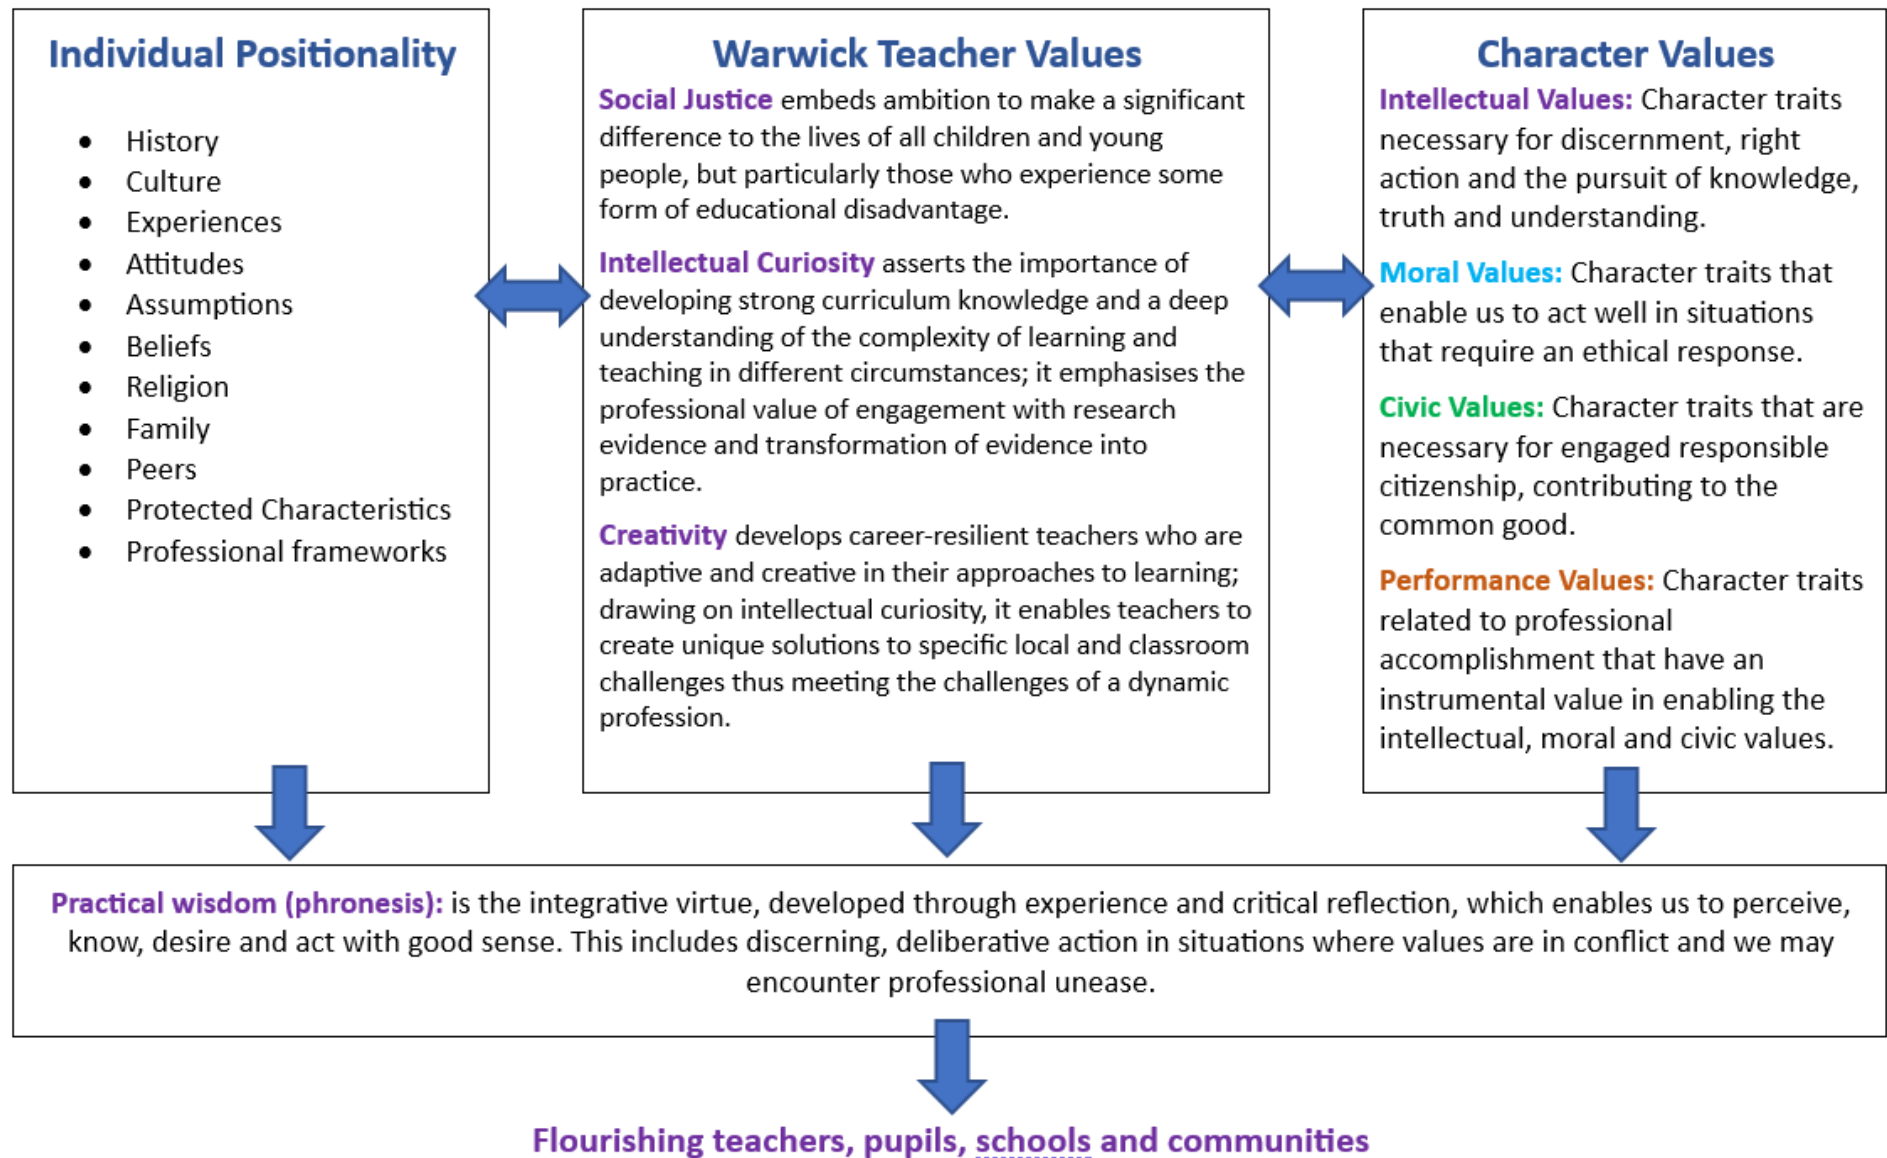 Individual Positionality
• History
• Culture
• Experiences
• Attitudes
• Assumptions
• Beliefs
• Religion
• Family
• Peers
• Protected Characteristics
• Professional frameworks
Warwick Teacher Values
Social Justice embeds ambition to make a significant
difference to the lives of all children and young
people, but particularly those who experience some
form of educational disadvantage.
Intellectual Curiosity asserts the importance of
developing strong curriculum knowledge and a deep
understanding of the complexity of learning and
teaching in different circumstances; it emphasises the
professional value of engagement with research
evidence and transformation of evidence into
practice.
Creativity develops career-resilient teachers who are
adaptive and creative in their approaches to learning;
drawing on intellectual curiosity, it enables teachers to
create unique solutions to specific local and classroom
challenges thus meeting the challenges of a dynamic
profession.
Character Values
Intellectual Values: Character traits
necessary for discernment, right
action and the pursuit of knowledge,
truth and understanding.
Moral Values: Character traits that
enable us to act well in situations
that require an ethical response.
Civic Values: Character traits that are
necessary for engaged responsible
citizenship, contributing to the
common good.
Performance Values: Character traits
related to professional
accomplishment that have an
instrumental value in enabling the
intellectual, moral and civic values.
Practical wisdom (phronesis): is the integrative virtue, developed through experience and critical reflection, which enables us to perceive,
know, desire and act with good sense. This includes discerning, deliberative action in situations where values are in conflict and we may
encounter professional unease.
Flourishing teachers, pupils, schools and communities